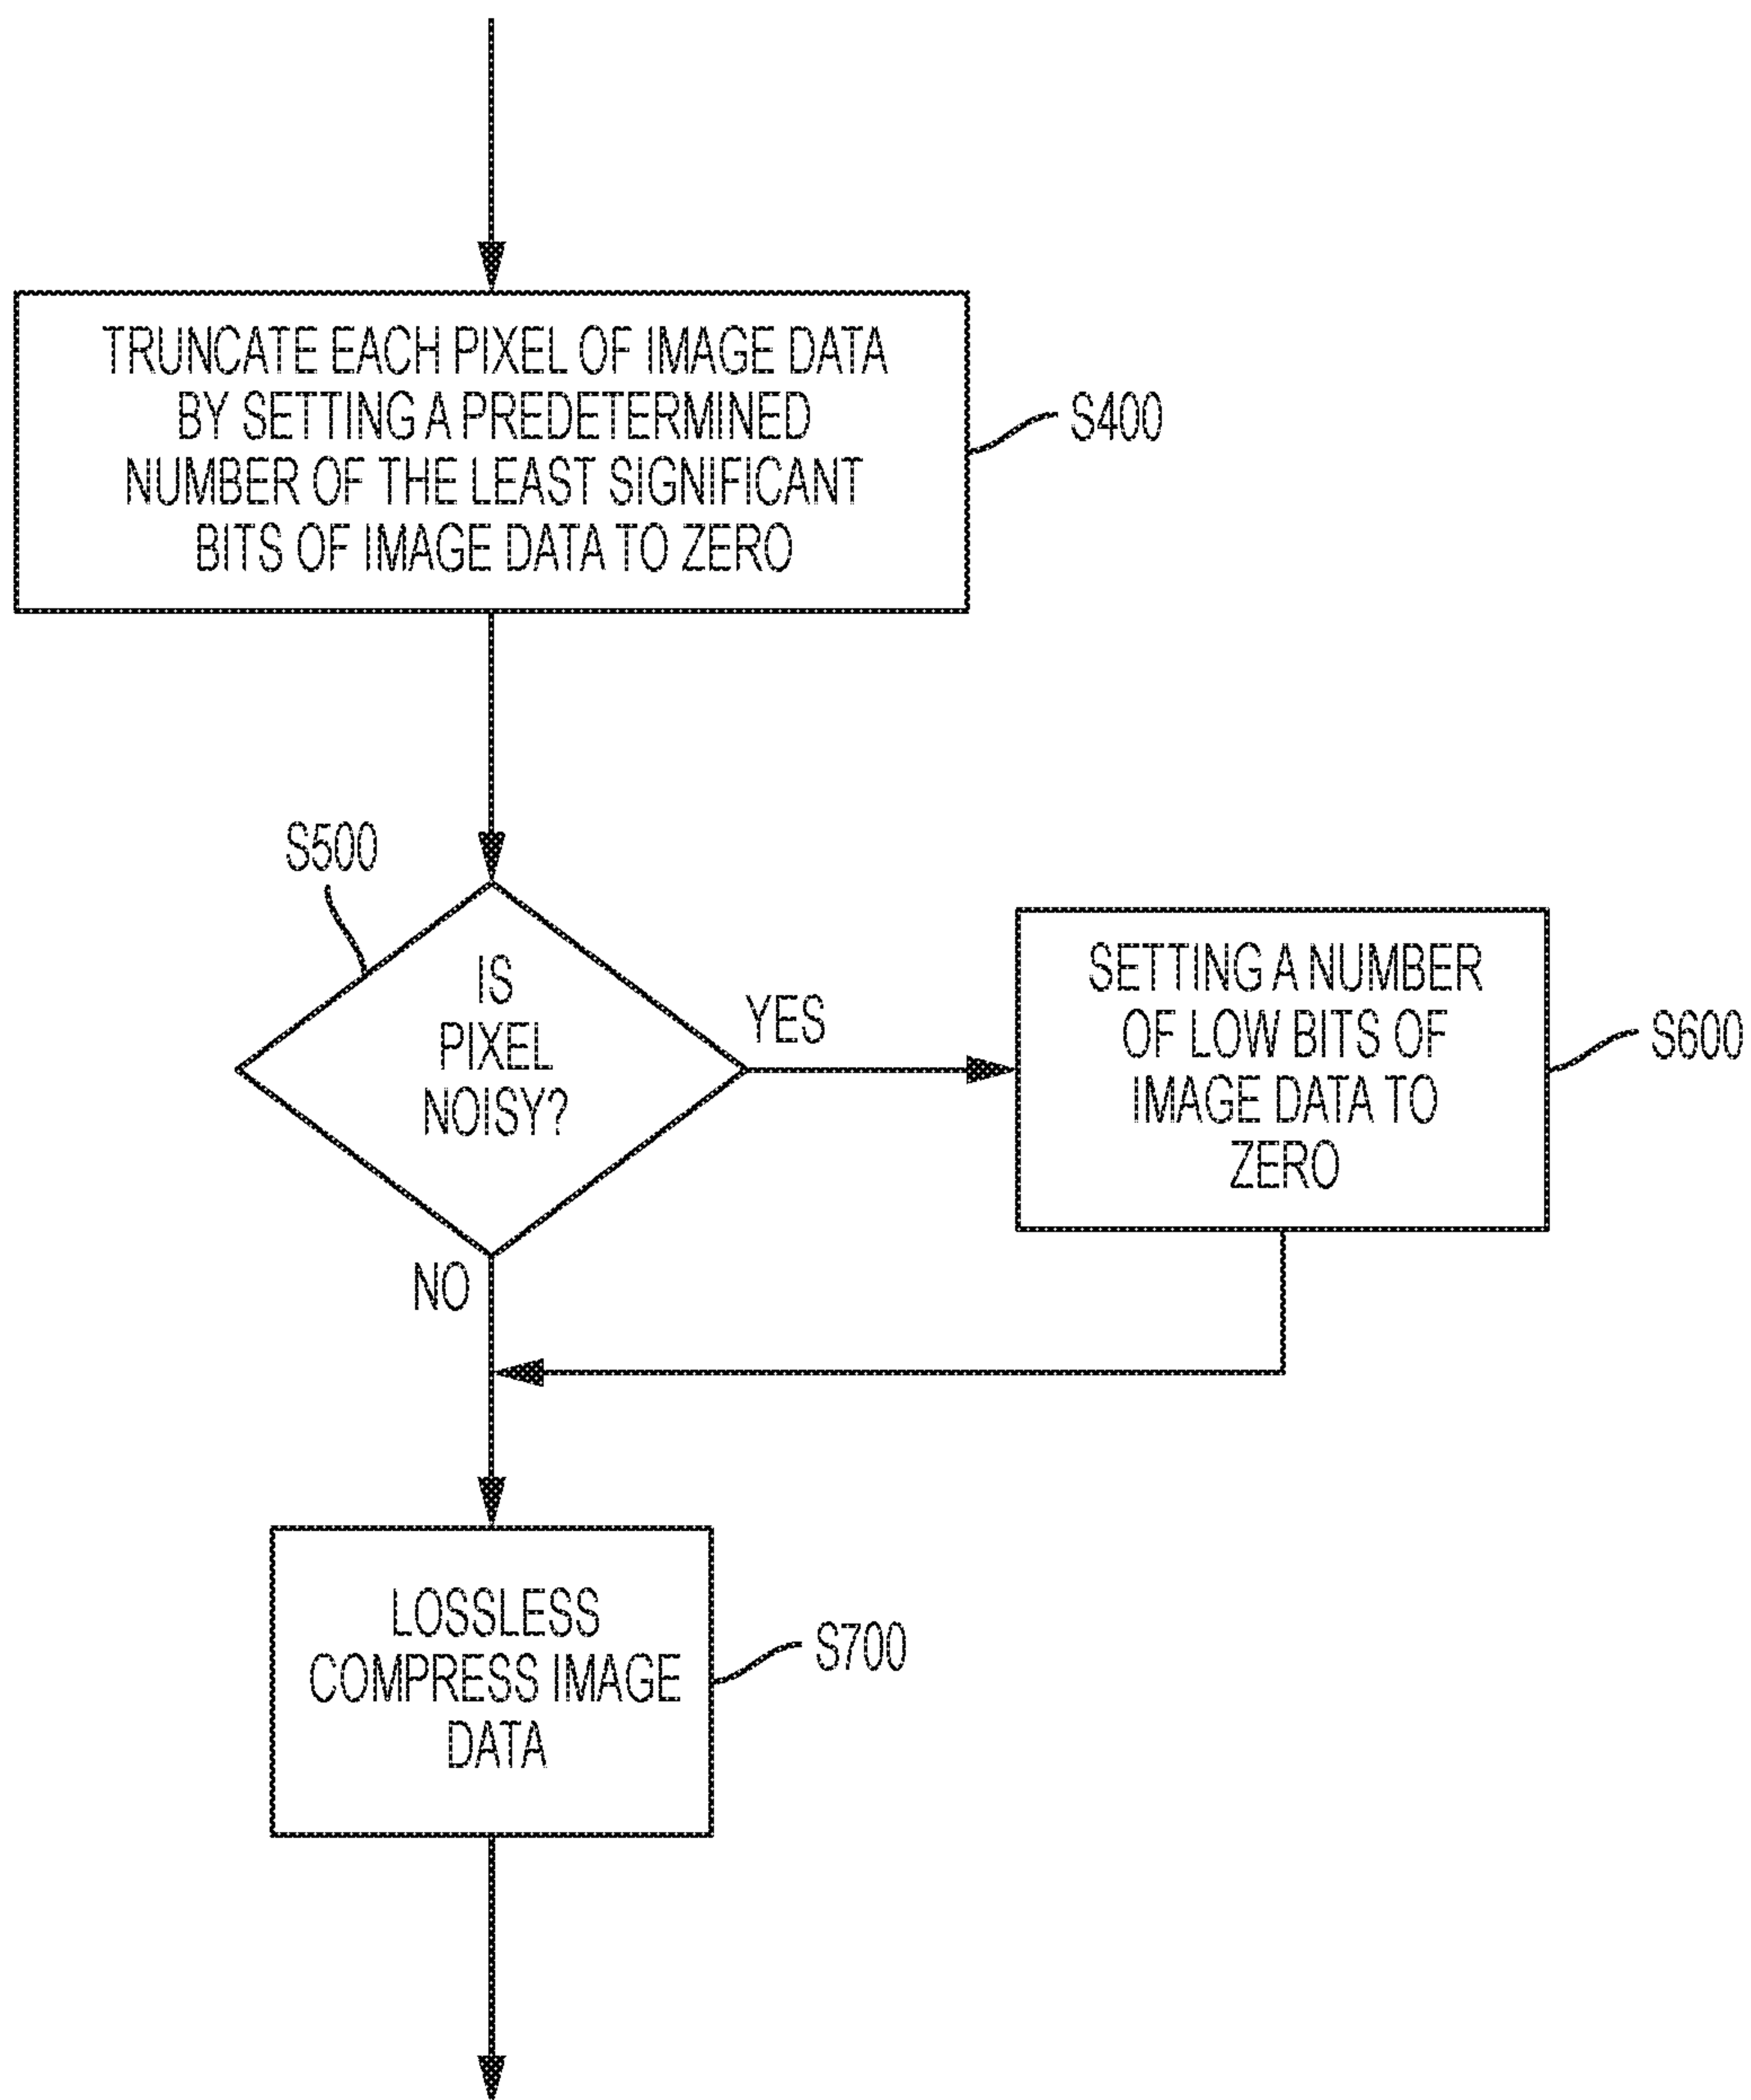 TRUNCATE EACH PIXEL OF IMAGE DATA
BY SETTING A PREDETERMINED
NUMBER OF THE LEAST SIGNIFICANT
BITS OF IMAGE DATA TO ZERO
S400
S500
IS
PIXEL
NOISY?
YES
SETTING A NUMBER
OF LOW BITS OF
IMAGE DATA TO
ZERO
S600
NO
LOSSLESS
COMPRESS IMAGE
DATA
S700